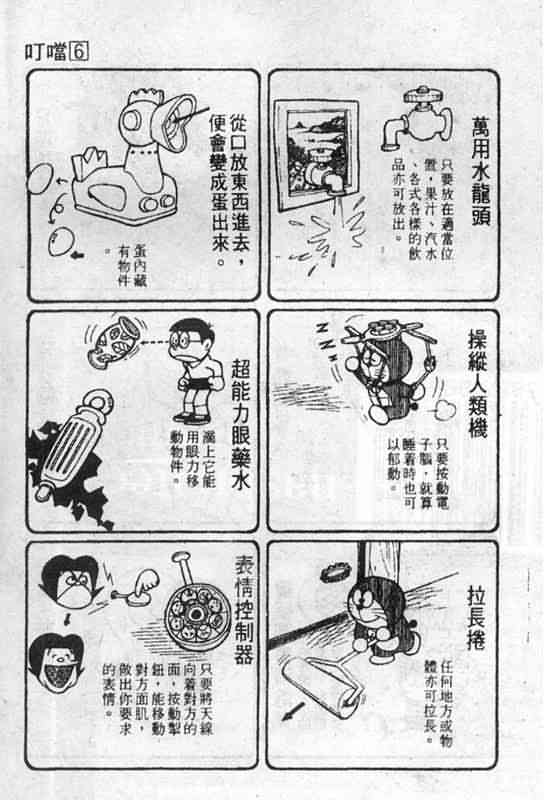 叮噹6
萬用水龍頭
只要放在適當位
置，果汁、汽水
、各式各樣的飲
品亦可放出。
從口放東西進去，
便會變成蛋出來。
蛋內藏
有物件
。
操縱人類機
只要按動電
子腦，就算
睡着時也可
以郁動。
超能力眼藥水
滴上它能
用眼力移
動物件。
拉長捲
任何地方或物
體亦可拉長。
表情控制器
只要將天線
向着對方的
面，按動掣
鈕，能移動
對方面肌，
做出你要求
的表情。